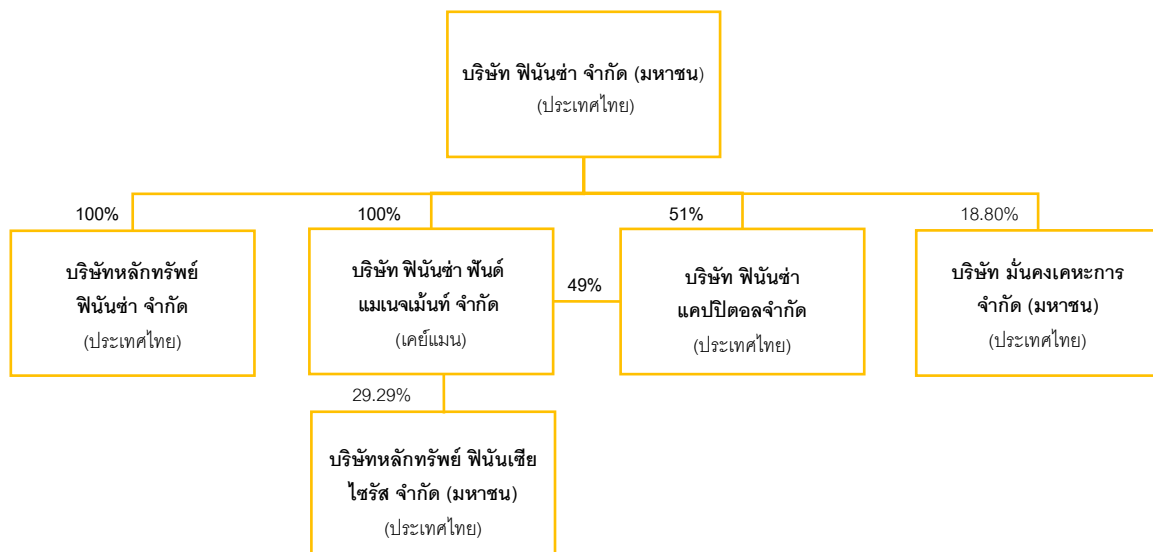 บริษัท ฟินันซ่า จำกัด (มหาชน)
(ประเทศไทย)
100%
100%
51%
18.80%
บริษัทหลักทรัพย์
ฟินันซ่า จำกัด
(ประเทศไทย)
บริษัท ฟินันซ่า ฟันด์
แมเนจเม้นท์ จำกัด
(เคย์แมน)
49%
บริษัท ฟินันซ่า
แคปปิตอลจำกัด
(ประเทศไทย)
บริษัท มั่นคงเคหะการ
จำกัด (มหาชน)
(ประเทศไทย)
29.29%
บริษัทหลักทรัพย์ ฟินันเซีย
ไซรัส จำกัด (มหาชน)
(ประเทศไทย)